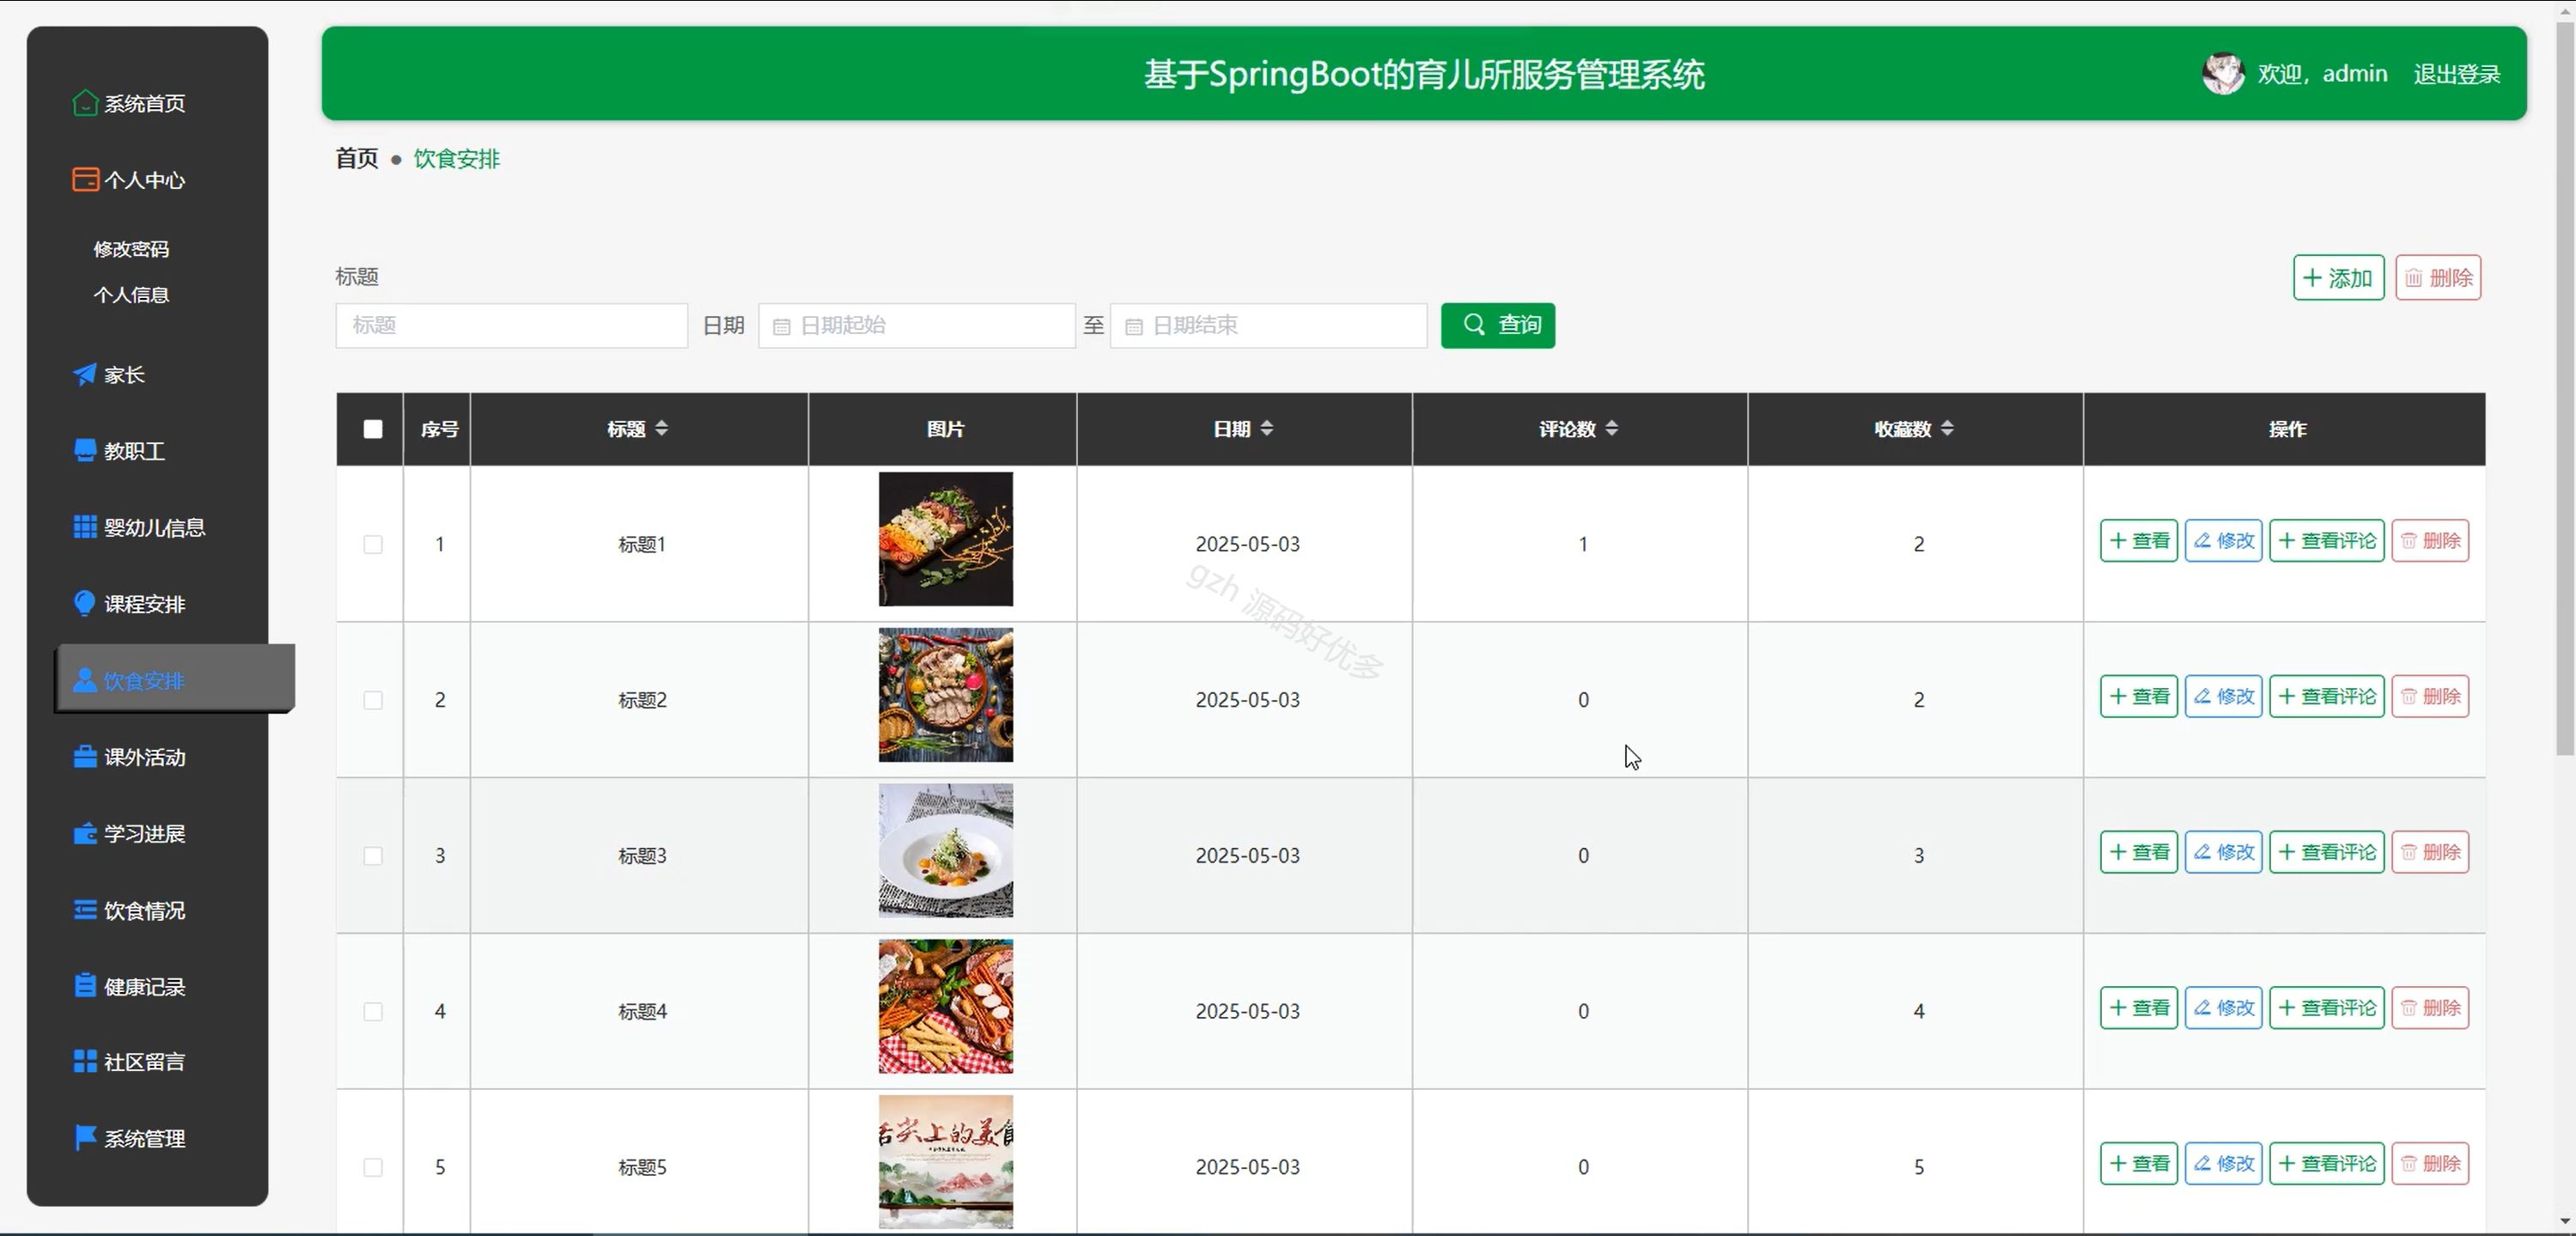 基于SpringBoot的育儿所服务管理系统
欢迎，admin 退出登录
系统首页
个人中心
修改密码
个人信息
家长
教职工
婴幼儿信息
课程安排
饮食安排
课外活动
学习进展
饮食情况
健康记录
社区留言
系统管理
首页 ● 饮食安排
标题
添加 删除
标题 日期 日期起始 至 日期结束 查询
序号 标题 图片 日期 评论数 收藏数 操作
1 标题1 2025-05-03 1 2 查看 修改 查看评论 删除
gzh 源码好优多
2 标题2 2025-05-03 0 2 查看 修改 查看评论 删除
3 标题3 2025-05-03 0 3 查看 修改 查看评论 删除
4 标题4 2025-05-03 0 4 查看 修改 查看评论 删除
舌尖上的美食
5 标题5 2025-05-03 0 5 查看 修改 查看评论 删除